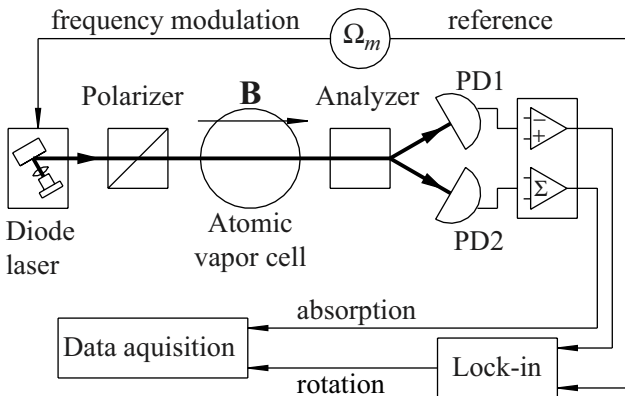 frequency modulation
Ωm
reference
Polarizer
B
Analyzer
PD1
− +
Σ
PD2
Diode
laser
Atomic
vapor cell
absorption
Data aquisition
rotation
Lock-in